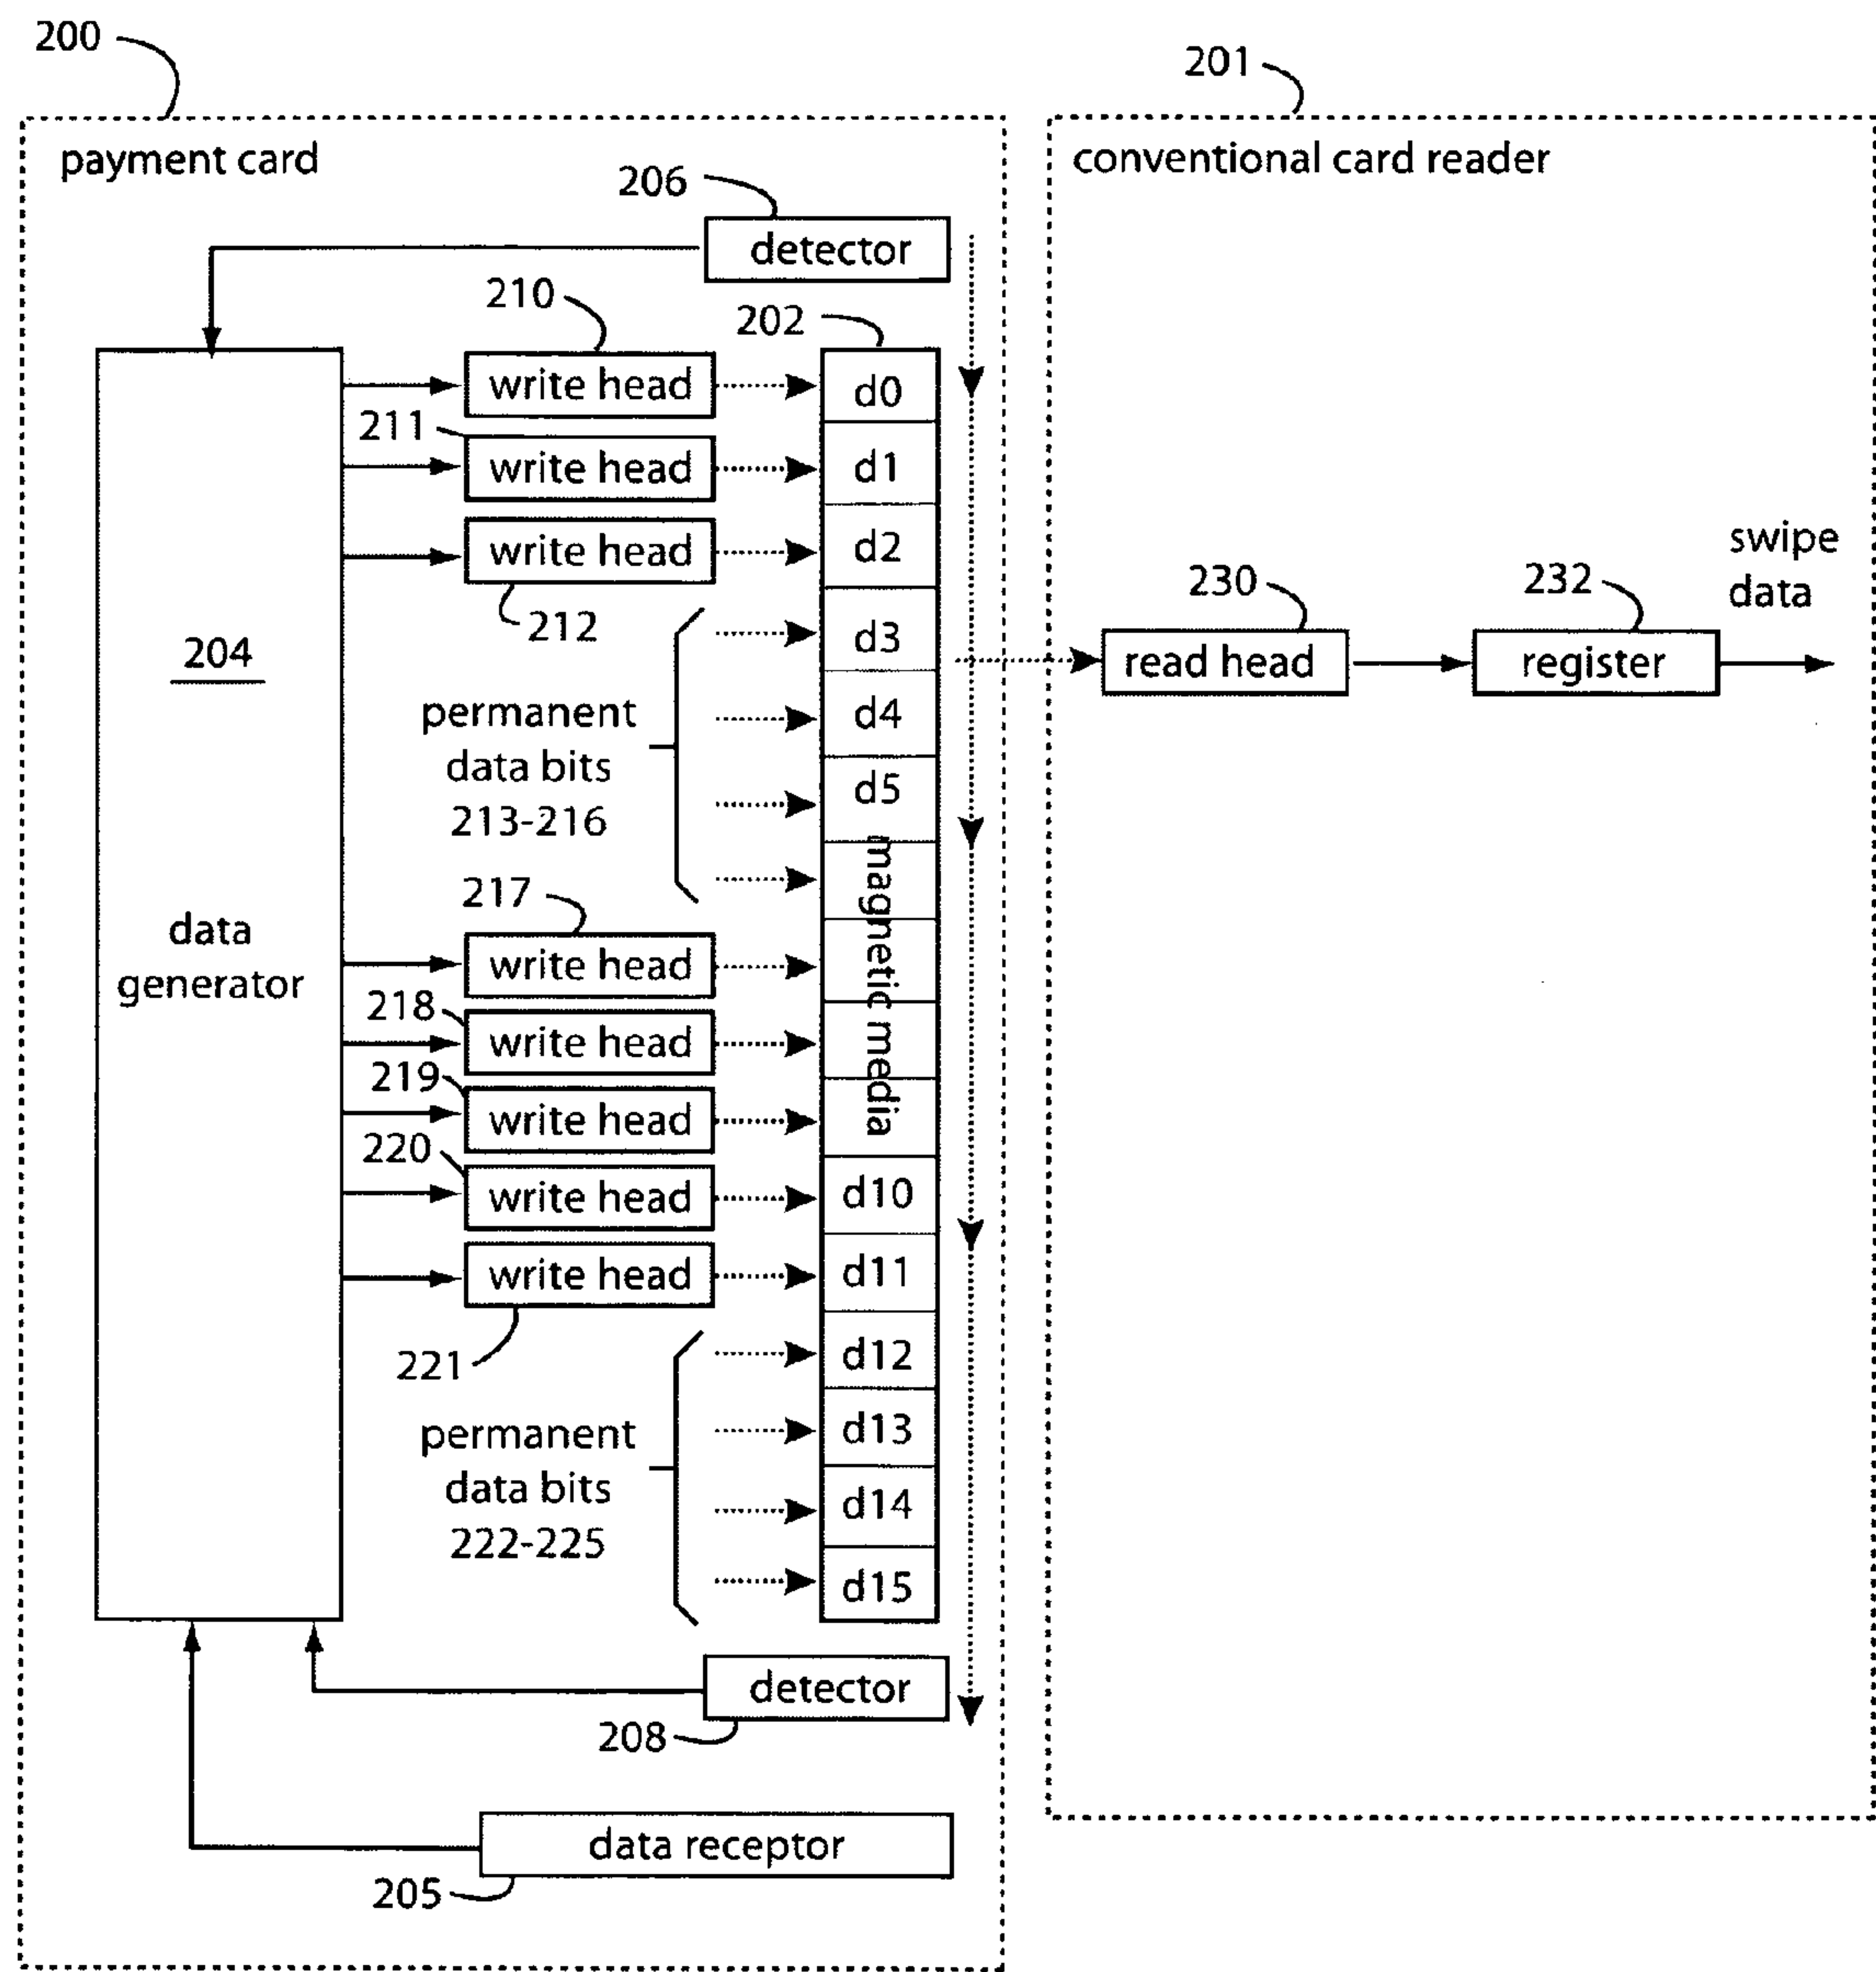 200
201
payment card
conventional card reader
206
detector
210
202
write head
d0
211
write head
d1
write head
d2
swipe
data
212
230
232
d3
read head
register
204
permanent
data bits
213-216
d4
d5
magnetic media
217
data
generator
write head
218
write head
219
write head
220
write head
d10
write head
d11
221
d12
permanent
data bits
222-225
d13
d14
d15
detector
208
data receptor
205